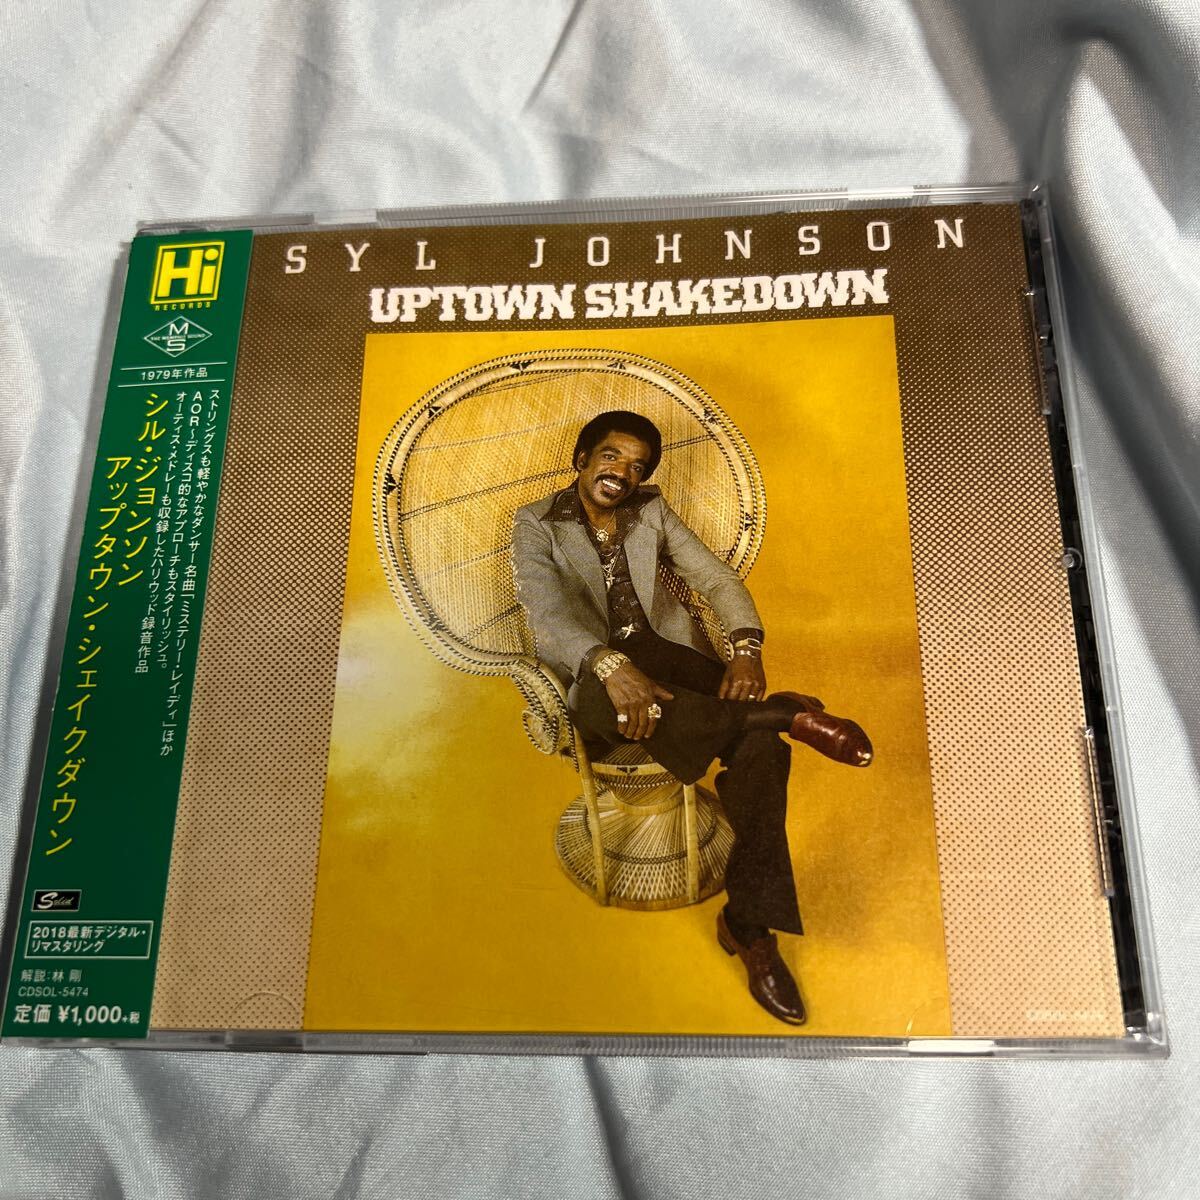 Hi
RECORDS
M
THE MEMPHIS SOUND
S
1979年作品
ストリングスも軽やかなダンサー名曲「ミステリー・レイディ」ほか
AOR〜ディスコ的なアプローチもスタイリッシュ。
オーティス・メドレーも収録したハリウッド録音作品
シル・ジョンソン
アップタウン・シェイクダウン
Solid
2018最新デジタル・
リマスタリング
解説:林 剛
CDSOL-5474
定価 ¥1,000+税
SYL JOHNSON
UPTOWN SHAKEDOWN